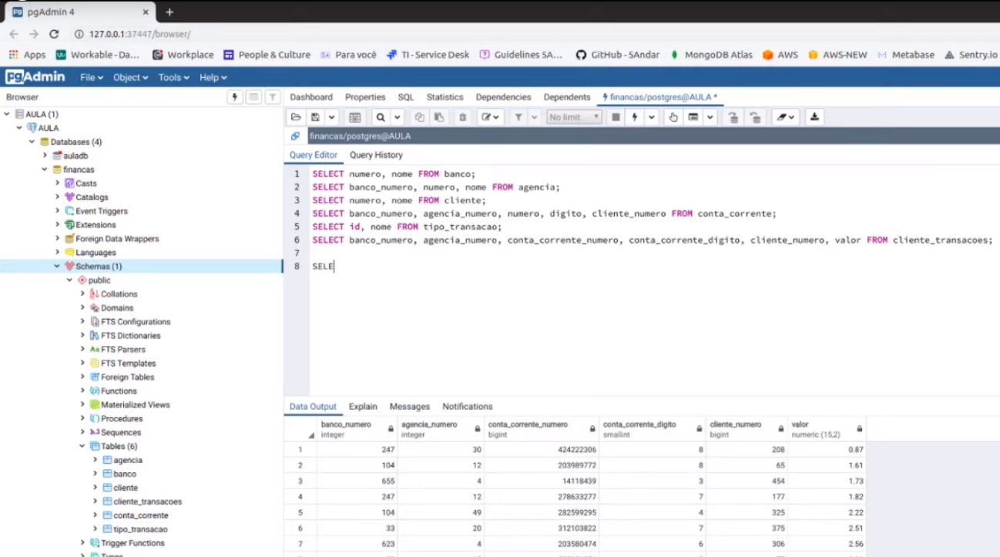 pgAdmin 4
127.0.0.1:37447/browser/
Apps Workable - Da... Workplace People & Culture Para você TI - Service Desk Guidelines 5A... GitHub - 5Andar MongoDB Atlas AWS AWS-NEW Metabase Sentry.io
pgAdmin File Object Tools Help
Browser
Dashboard Properties SQL Statistics Dependencies Dependents financas/postgres@AULA *
No limit
financas/postgres@AULA
Query Editor Query History
AULA (1)
AULA
Databases (4)
auladb
financas
Casts
Catalogs
Event Triggers
Extensions
Foreign Data Wrappers
Languages
Schemas (1)
public
Collations
Domains
FTS Configurations
FTS Dictionaries
FTS Parsers
FTS Templates
Foreign Tables
Functions
Materialized Views
Procedures
Sequences
Tables (6)
agencia
banco
cliente
cliente_transacoes
conta_corrente
tipo_transacao
Trigger Functions
Types
1 SELECT numero, nome FROM banco;
2 SELECT banco_numero, numero, nome FROM agencia;
3 SELECT numero, nome FROM cliente;
4 SELECT banco_numero, agencia_numero, numero, digito, cliente_numero FROM conta_corrente;
5 SELECT id, nome FROM tipo_transacao;
6 SELECT banco_numero, agencia_numero, conta_corrente_numero, conta_corrente_digito, cliente_numero, valor FROM cliente_transacoes;
7
8 SELE
Data Output Explain Messages Notifications
banco_numero agencia_numero conta_corrente_numero conta_corrente_digito cliente_numero valor
integer integer bigint smallint bigint numeric (15,2)
1 247 30 424222306 8 208 0.87
2 104 12 203989772 8 65 1.61
3 655 4 14118439 3 454 1.73
4 247 12 278633277 7 177 1.82
5 104 49 282599295 4 325 2.22
6 33 20 312103822 7 375 2.51
7 623 4 203580474 6 306 2.56